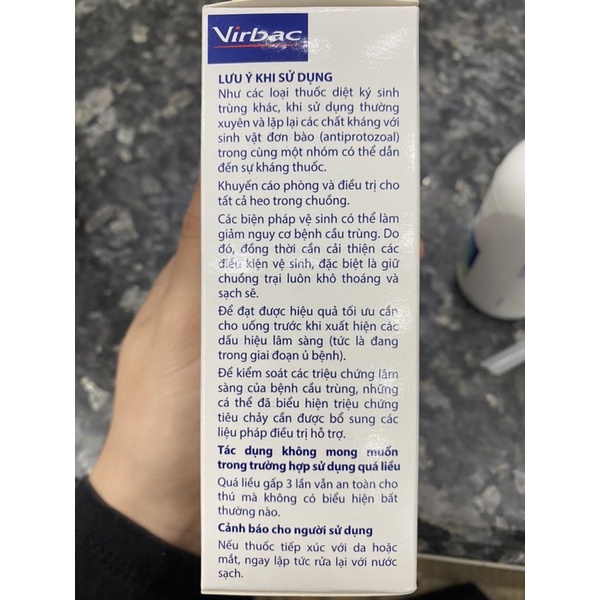 Virbac
LƯU Ý KHI SỬ DỤNG
Như các loại thuốc diệt ký sinh
trùng khác, khi sử dụng thường
xuyên và lặp lại các chất kháng với
sinh vật đơn bào (antiprotozoal)
trong cùng một nhóm có thể dẫn
đến sự kháng thuốc.
Khuyến cáo phòng và điều trị cho
tất cả heo trong chuồng.
Các biện pháp vệ sinh có thể làm
giảm nguy cơ bệnh cầu trùng. Do
đó, đồng thời cần cải thiện các
điều kiện vệ sinh, đặc biệt là giữ
chuồng trại luôn khô thoáng và
sạch sẽ.
Để đạt được hiệu quả tối ưu cần
cho uống trước khi xuất hiện các
dấu hiệu lâm sàng (tức là đang
trong giai đoạn ủ bệnh).
Để kiểm soát các triệu chứng lâm
sàng của bệnh cầu trùng, những
cá thể đã biểu hiện triệu chứng
tiêu chảy cần được bổ sung các
liệu pháp điều trị hỗ trợ.
Tác dụng không mong muốn
trong trường hợp sử dụng quá liều
Quá liều gấp 3 lần vẫn an toàn cho
thú mà không có biểu hiện bất
thường nào.
Cảnh báo cho người sử dụng
Nếu thuốc tiếp xúc với da hoặc
mắt, ngay lập tức rửa lại với nước
sạch.